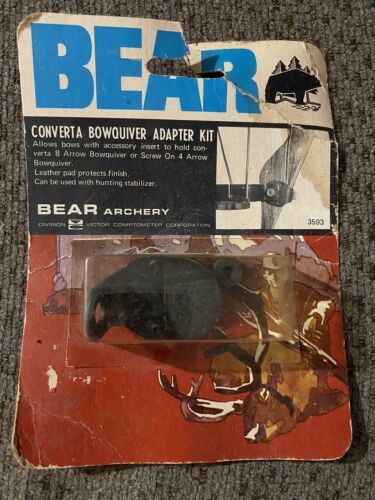 BEAR
CONVERTA BOWQUIVER ADAPTER KIT
Allows bows with accessory insert to hold con-
verta 8 Arrow Bowquiver or Screw On 4 Arrow
Bowquiver.
Leather pad protects finish.
Can be used with hunting stabilizer.
BEAR ARCHERY
DIVISION VICTOR COMPTOMETER CORPORATION
3593